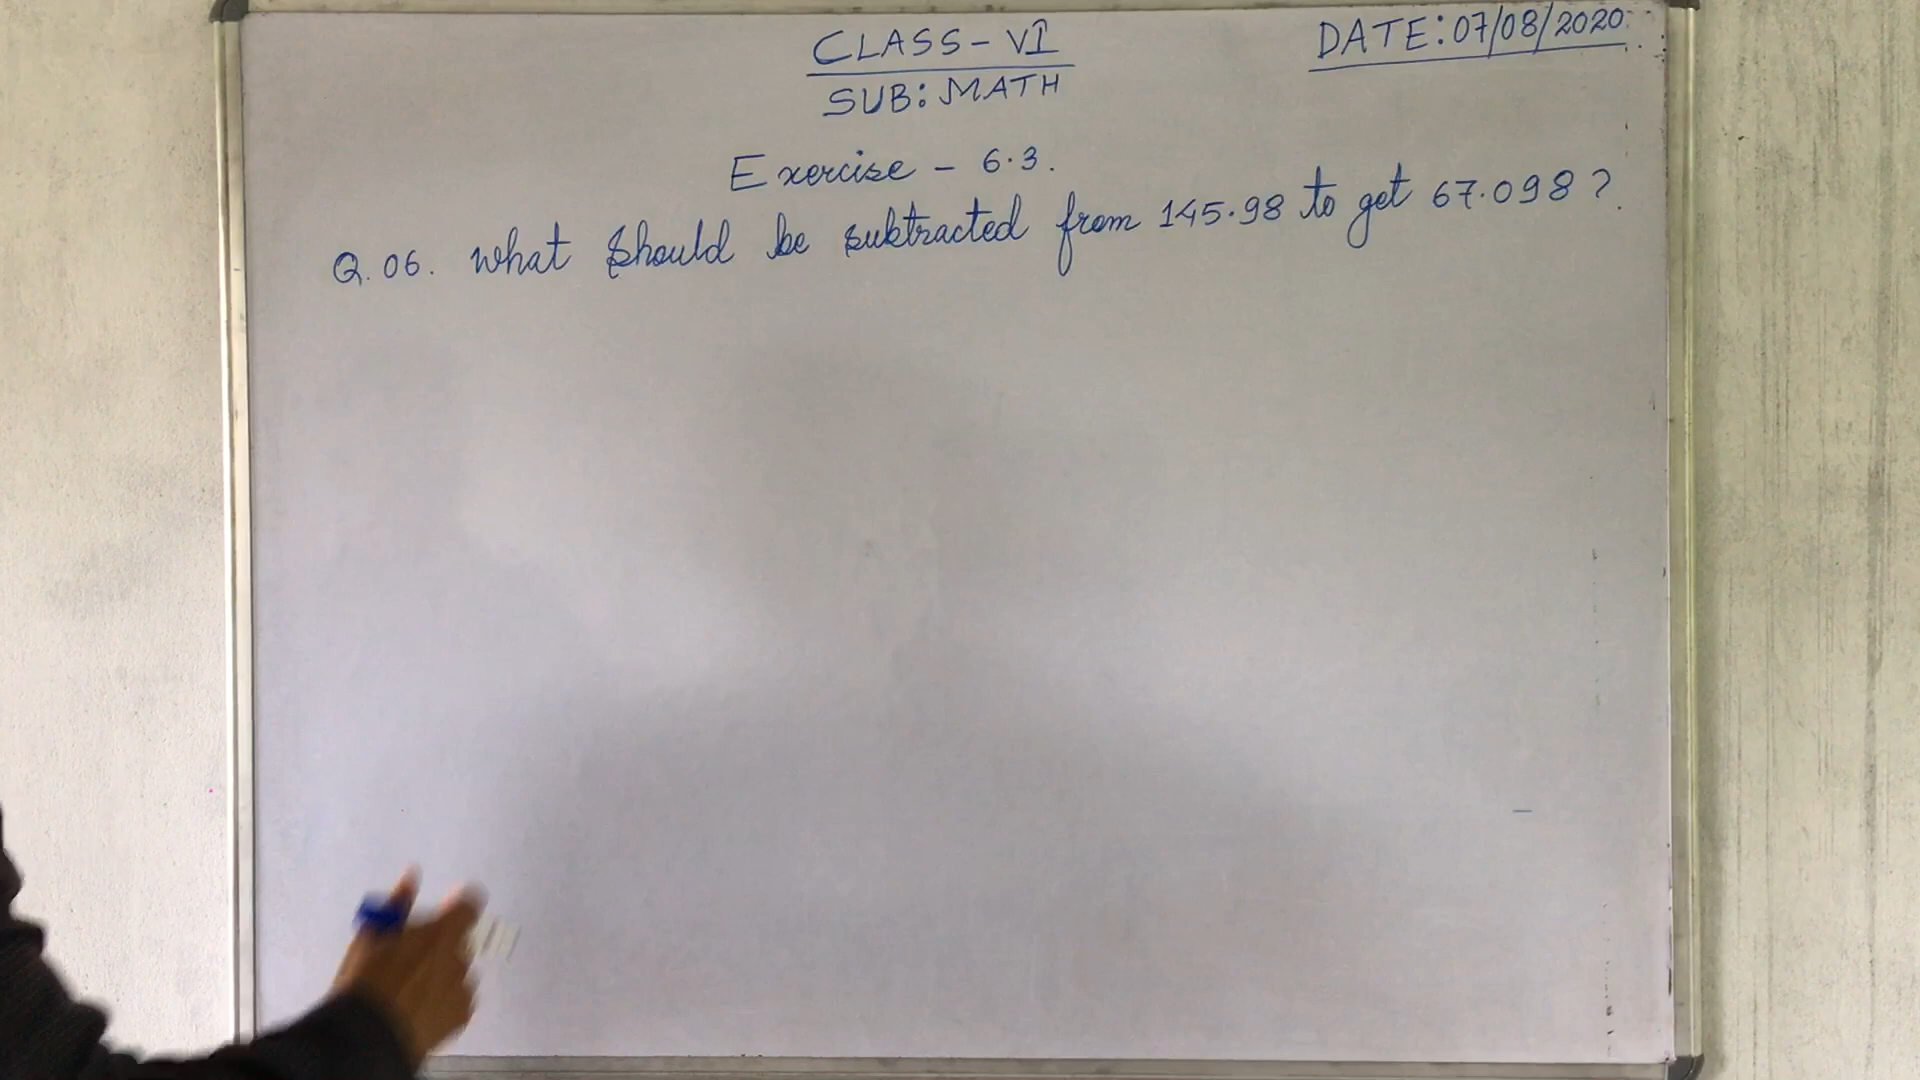 CLASS - VI
DATE: 07/08/2020
SUB: MATH
Exercise - 6.3.
Q. 06. What should be subtracted from 145.98 to get 67.098?